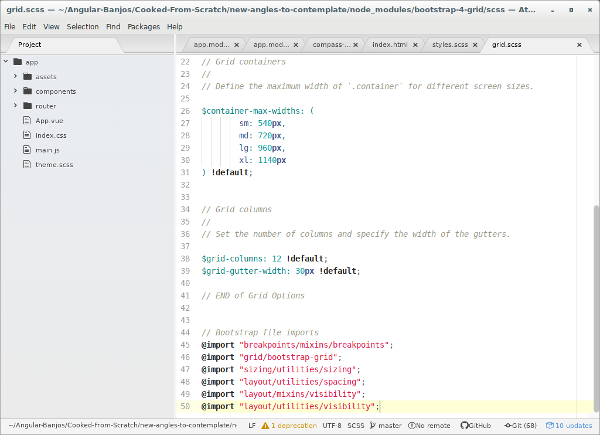 grid.scss — ~/Angular-Banjos/Cooked-From-Scratch/new-angles-to-contemplate/node_modules/bootstrap-4-grid/scss — At...
File Edit View Selection Find Packages Help
Project
app.mod... × app.mod... × compass-... × index.html × styles.scss × grid.scss ×
app
assets
components
router
App.vue
index.css
main.js
theme.scss
22 // Grid containers
23 //
24 // Define the maximum width of `.container` for different screen sizes.
25
26 $container-max-widths: (
27 sm: 540px,
28 md: 720px,
29 lg: 960px,
30 xl: 1140px
31 ) !default;
32
33
34 // Grid columns
35 //
36 // Set the number of columns and specify the width of the gutters.
37
38 $grid-columns: 12 !default;
39 $grid-gutter-width: 30px !default;
40
41 // END of Grid Options
42
43
44 // Bootstrap file imports
45 @import "breakpoints/mixins/breakpoints";
46 @import "grid/bootstrap-grid";
47 @import "sizing/utilities/sizing";
48 @import "layout/utilities/spacing";
49 @import "layout/mixins/visibility";
50 @import "layout/utilities/visibility";
~/Angular-Banjos/Cooked-From-Scratch/new-angles-to-contemplate/no LF 1 deprecation UTF-8 SCSS master No remote GitHub Git (68) 10 updates